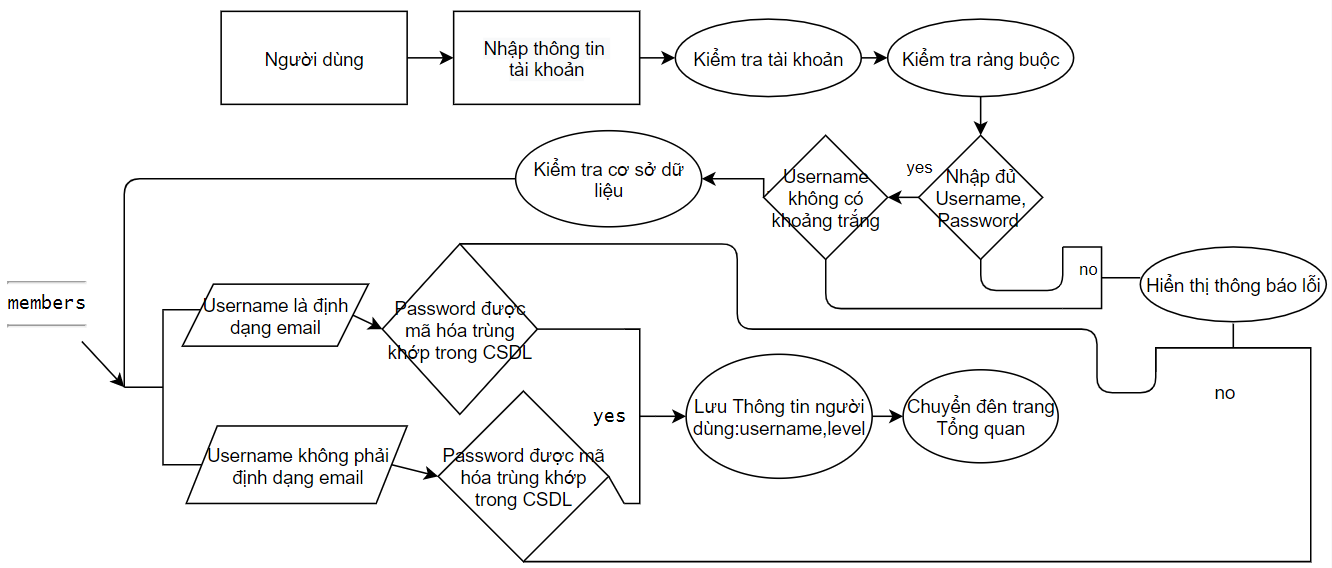 Người dùng
Nhập thông tin
tài khoản
Kiểm tra tài khoản
Kiểm tra ràng buộc
Nhập đủ
Username,
Password
yes
Username
không có
khoảng trắng
Kiểm tra cơ sở dữ
liệu
no
Hiển thị thông báo lỗi
members
Username là định
dạng email
Password được
mã hóa trùng
khớp trong CSDL
Username không phải
định dạng email
Password được mã
hóa trùng khớp
trong CSDL
yes
Lưu Thông tin người
dùng:username,level
Chuyển đên trang
Tổng quan
no